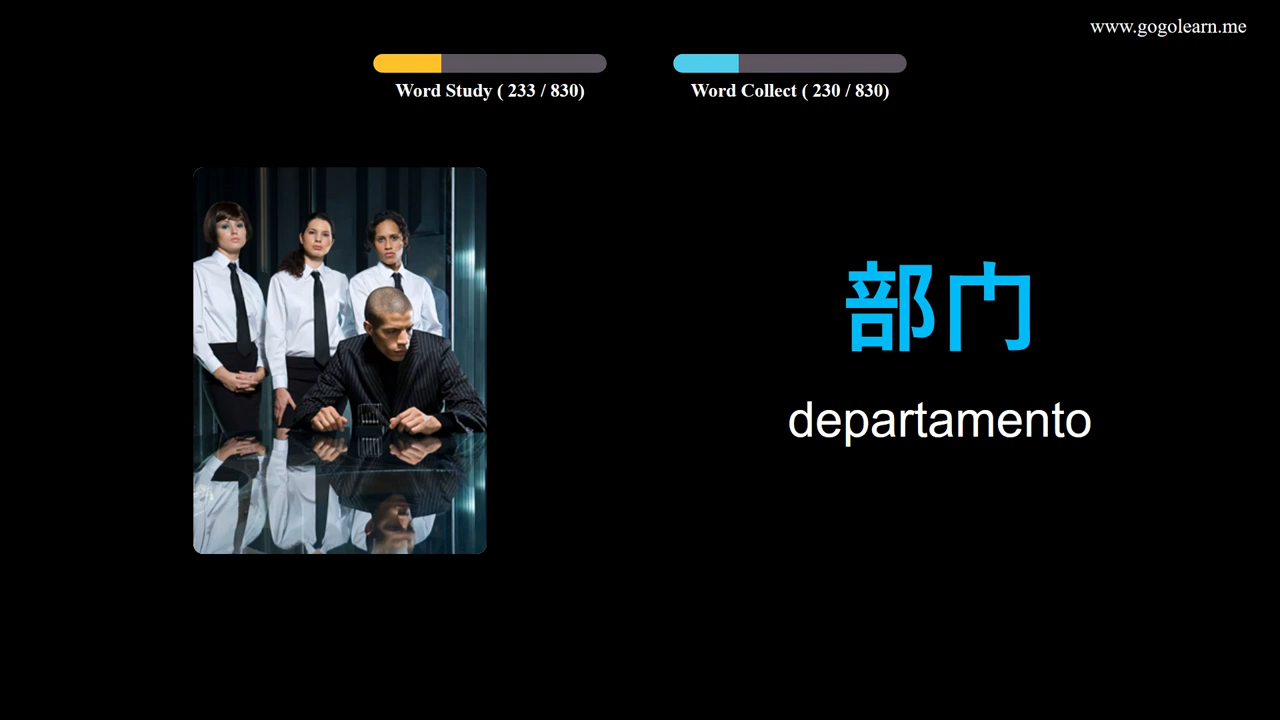 www.gogolearn.me
Word Study ( 233 / 830)
Word Collect ( 230 / 830)
部门
departamento